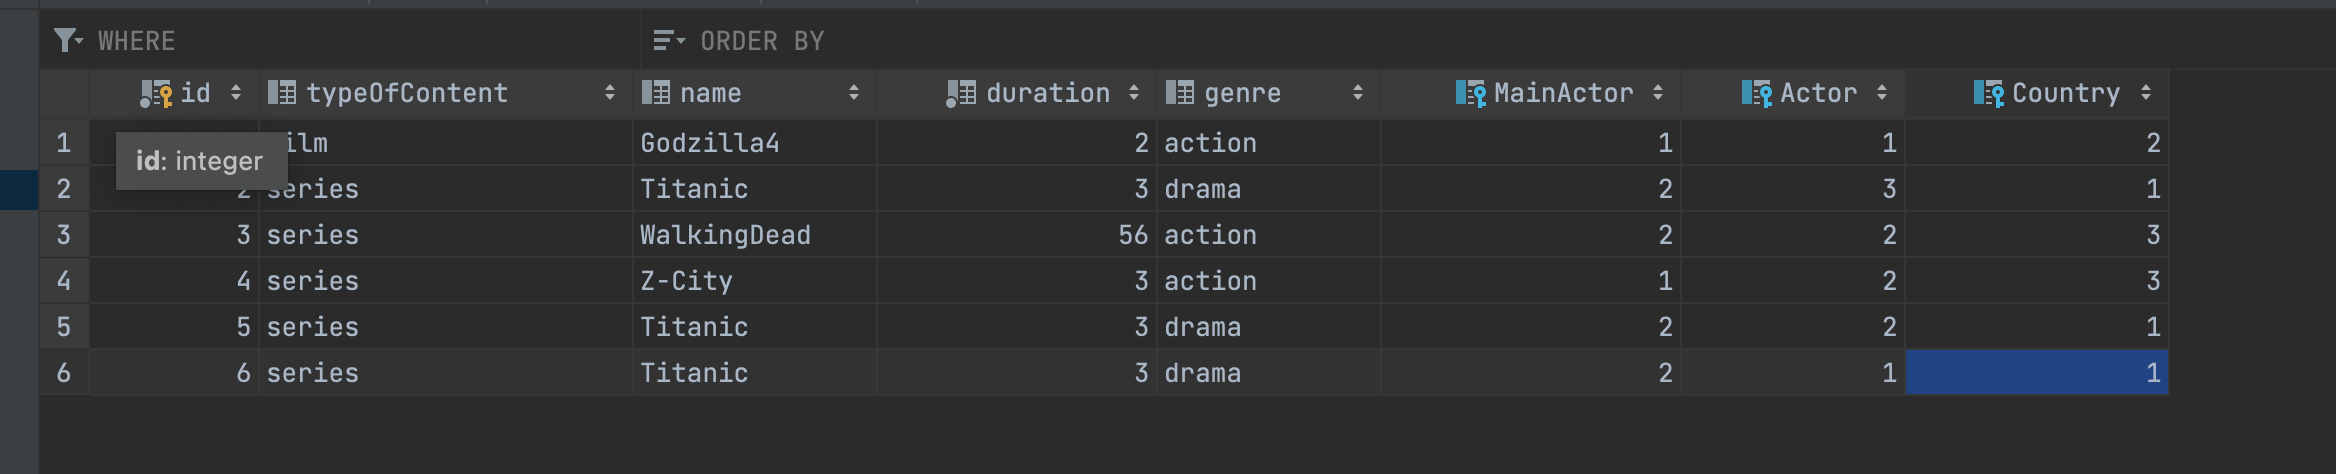 WHERE ORDER BY
id typeOfContent name duration genre MainActor Actor Country
1 ilm Godzilla4 2 action 1 1 2
id: integer
2 2 series Titanic 3 drama 2 3 1
3 3 series WalkingDead 56 action 2 2 3
4 4 series Z-City 3 action 1 2 3
5 5 series Titanic 3 drama 2 2 1
6 6 series Titanic 3 drama 2 1 1